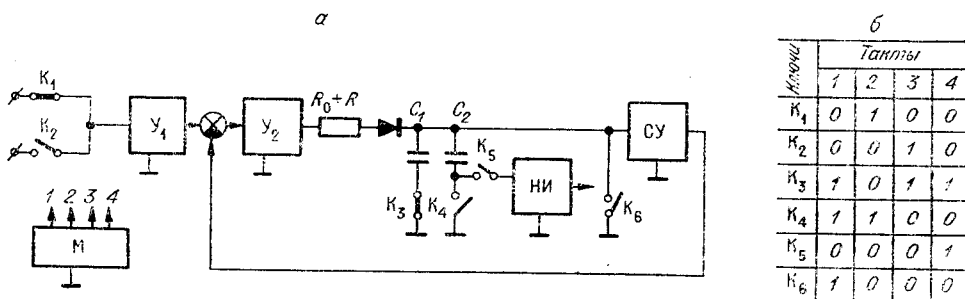 а
K₁
K₂
У₁
У₂
R₀+R
C₁
C₂
K₃
K₄
K₅
НИ
K₆
СУ
1 2 3 4
М
б
Ключи
Такты
1 2 3 4
K₁ 0 1 0 0
K₂ 0 0 1 0
K₃ 1 0 1 1
K₄ 1 1 0 0
K₅ 0 0 0 1
K₆ 1 0 0 0